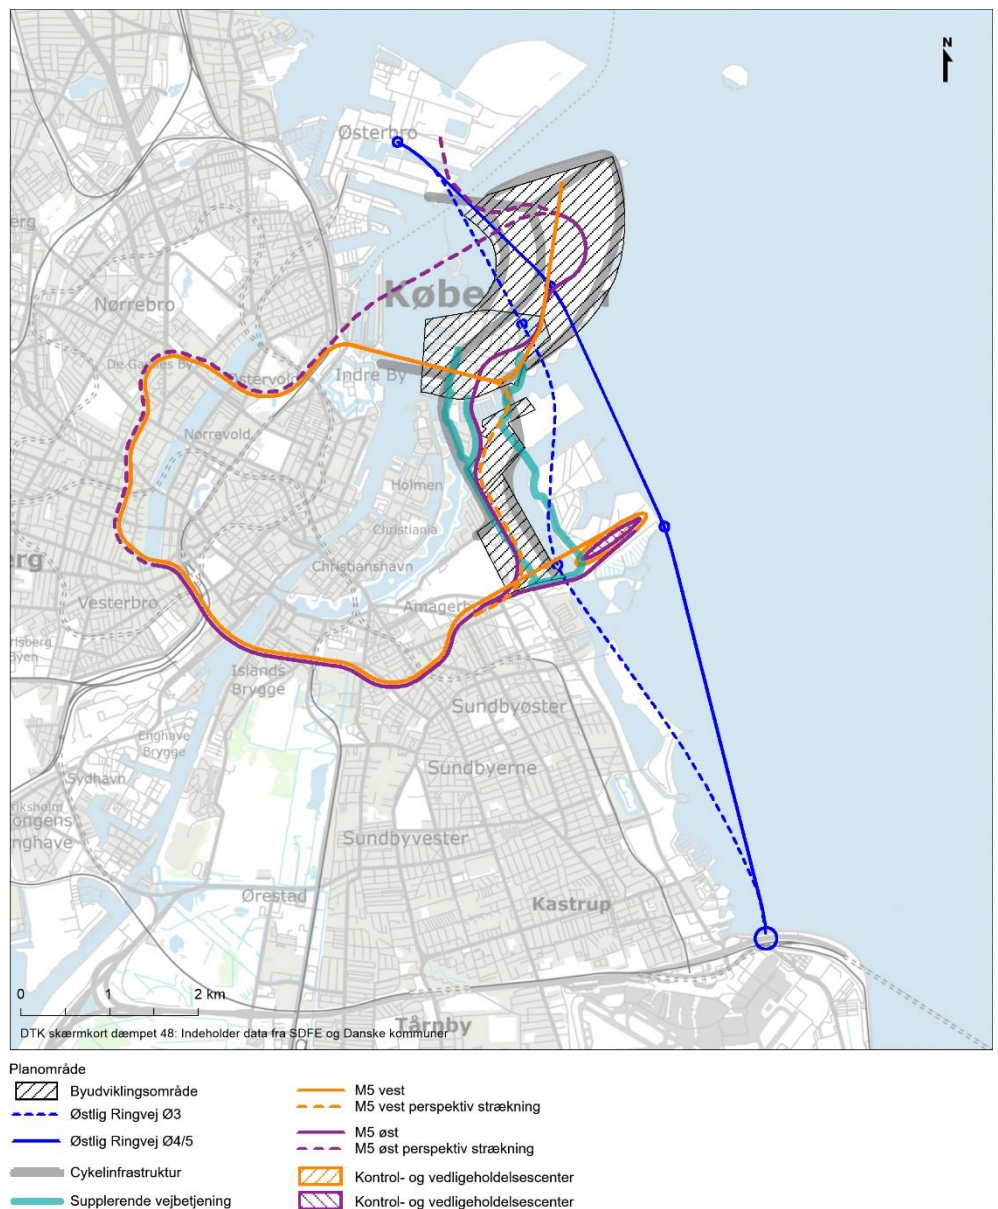 N
Østerbro
Nørrebro
Købe
n
De Gamles By
Østervold
Indre By
Nørrevold
Holmen
Christiania
Christianshavn
erg
Vesterbro
Amagerb
Islands
Brygge
Sundbyøster
Enghave
Brygge
Sydhavn
Sundbyerne
Sundbyvester
Ørestad
Kastrup
Tårnby
0 1 2 km
DTK skærmkort dæmpet 48: Indeholder data fra SDFE og Danske kommuner
Planområde
Byudviklingsområde
Østlig Ringvej Ø3
Østlig Ringvej Ø4/5
Cykelinfrastruktur
Supplerende vejbetjening
M5 vest
M5 vest perspektiv strækning
M5 øst
M5 øst perspektiv strækning
Kontrol- og vedligeholdelsescenter
Kontrol- og vedligeholdelsescenter